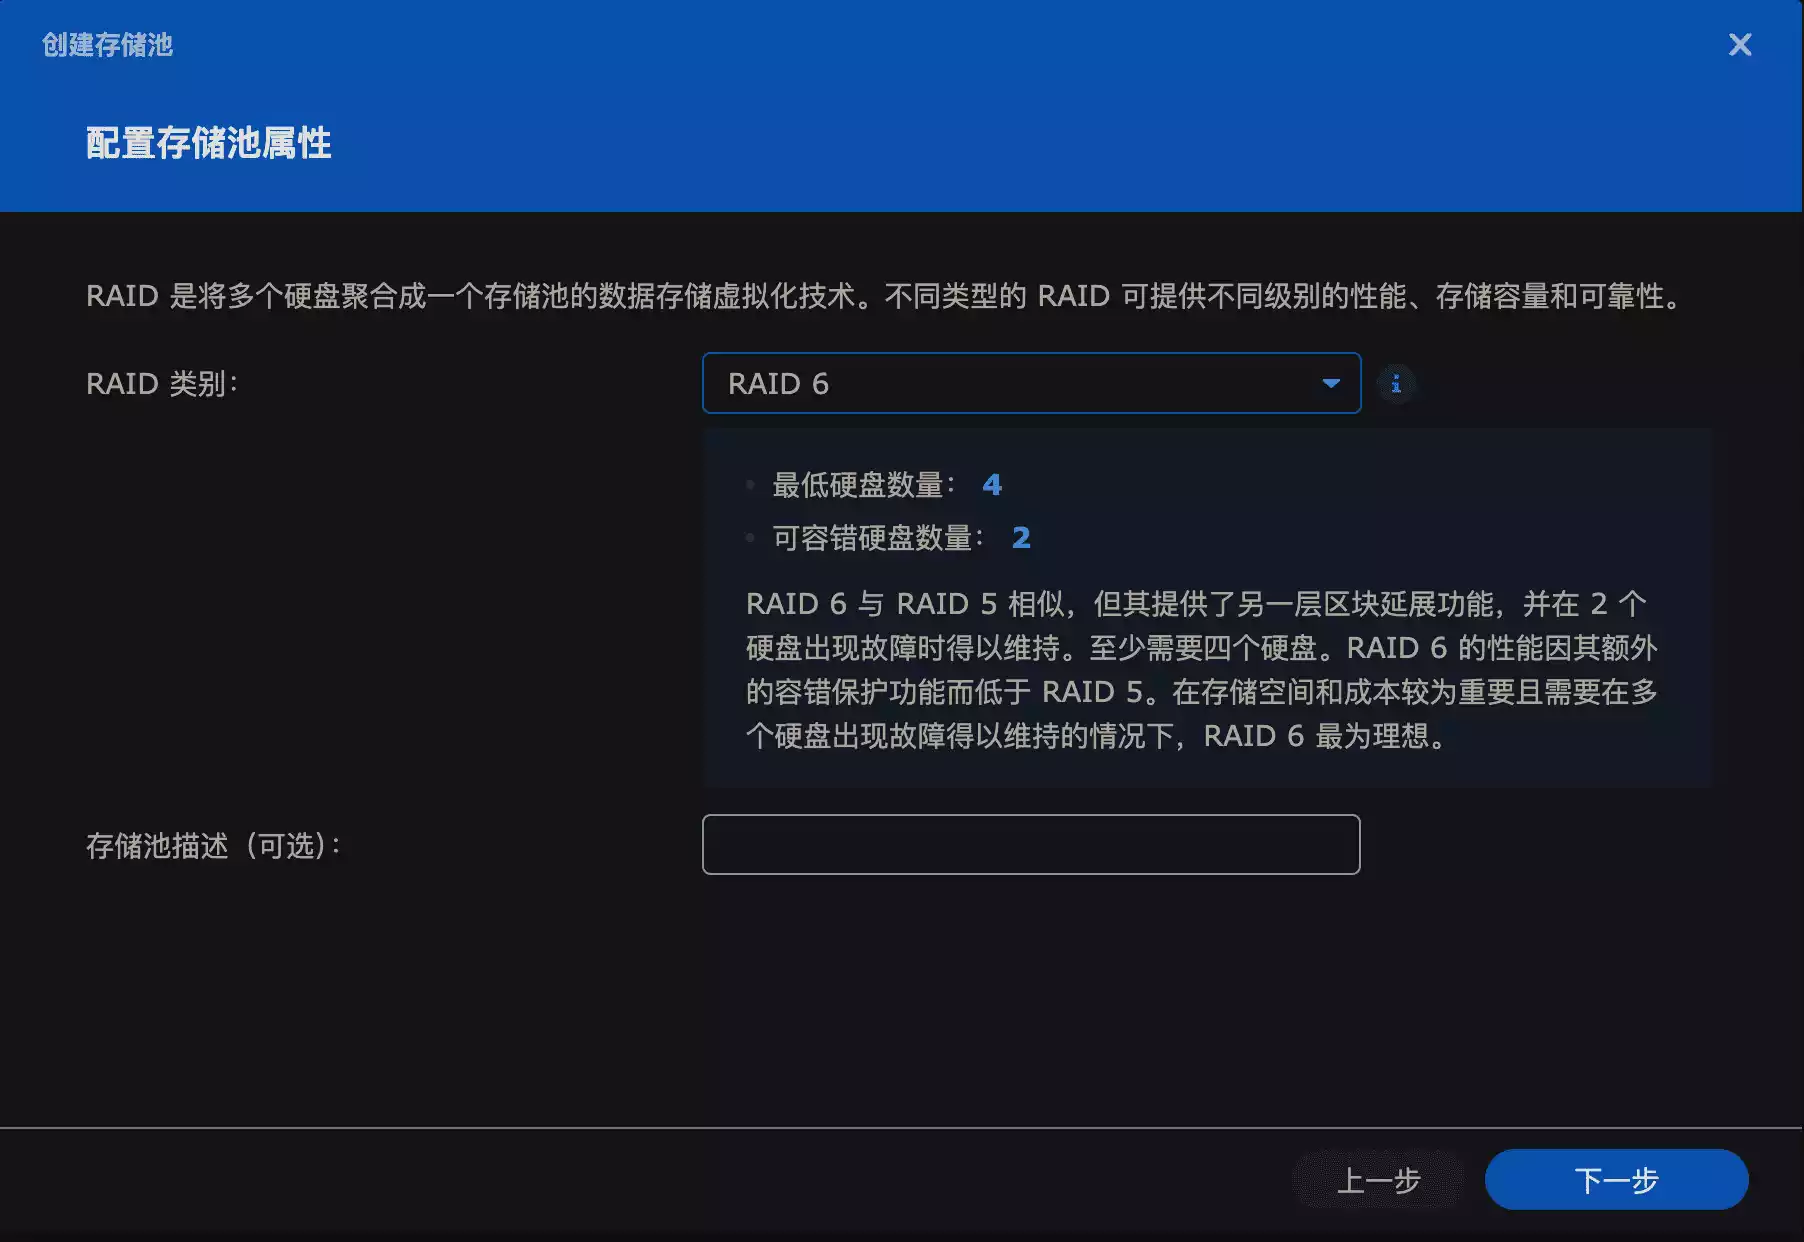 创建存储池
配置存储池属性
RAID 是将多个硬盘聚合成一个存储池的数据存储虚拟化技术。不同类型的 RAID 可提供不同级别的性能、存储容量和可靠性。
RAID 类别：
RAID 6
最低硬盘数量： 4
可容错硬盘数量： 2
RAID 6 与 RAID 5 相似，但其提供了另一层区块延展功能，并在 2 个
硬盘出现故障时得以维持。至少需要四个硬盘。RAID 6 的性能因其额外
的容错保护功能而低于 RAID 5。在存储空间和成本较为重要且需要在多
个硬盘出现故障得以维持的情况下，RAID 6 最为理想。
存储池描述（可选）：
上一步
下一步